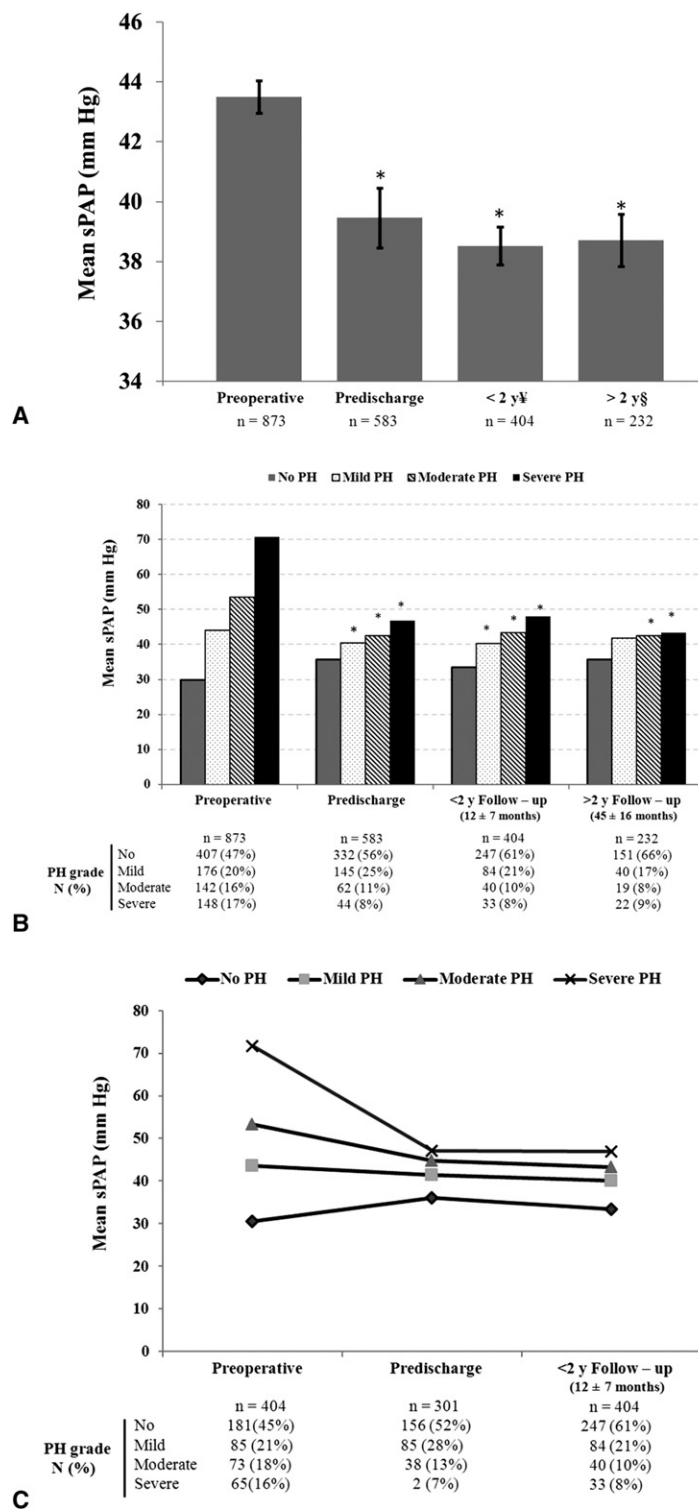 46
44
42
40
38
36
34
Mean sPAP (mm Hg)
*
*
*
Preoperative Predischarge < 2 y¥ > 2 y§
n = 873 n = 583 n = 404 n = 232
A
No PH Mild PH Moderate PH Severe PH
80
70
60
50
40
30
20
10
0
Mean sPAP (mm Hg)
* * *
* * *
* *
Preoperative Predischarge <2 y Follow – up >2 y Follow – up
(12 ± 7 months) (45 ± 16 months)
n = 873 n = 583 n = 404 n = 232
PH grade
N (%)
No 407 (47%) 332 (56%) 247 (61%) 151 (66%)
Mild 176 (20%) 145 (25%) 84 (21%) 40 (17%)
Moderate 142 (16%) 62 (11%) 40 (10%) 19 (8%)
Severe 148 (17%) 44 (8%) 33 (8%) 22 (9%)
B
No PH Mild PH Moderate PH Severe PH
80
70
60
50
40
30
20
10
0
Mean sPAP (mm Hg)
Preoperative Predischarge <2 y Follow – up
(12 ± 7 months)
n = 404 n = 301 n = 404
PH grade
N (%)
No 181(45%) 156 (52%) 247 (61%)
Mild 85 (21%) 85 (28%) 84 (21%)
Moderate 73 (18%) 38 (13%) 40 (10%)
Severe 65(16%) 2 (7%) 33 (8%)
C